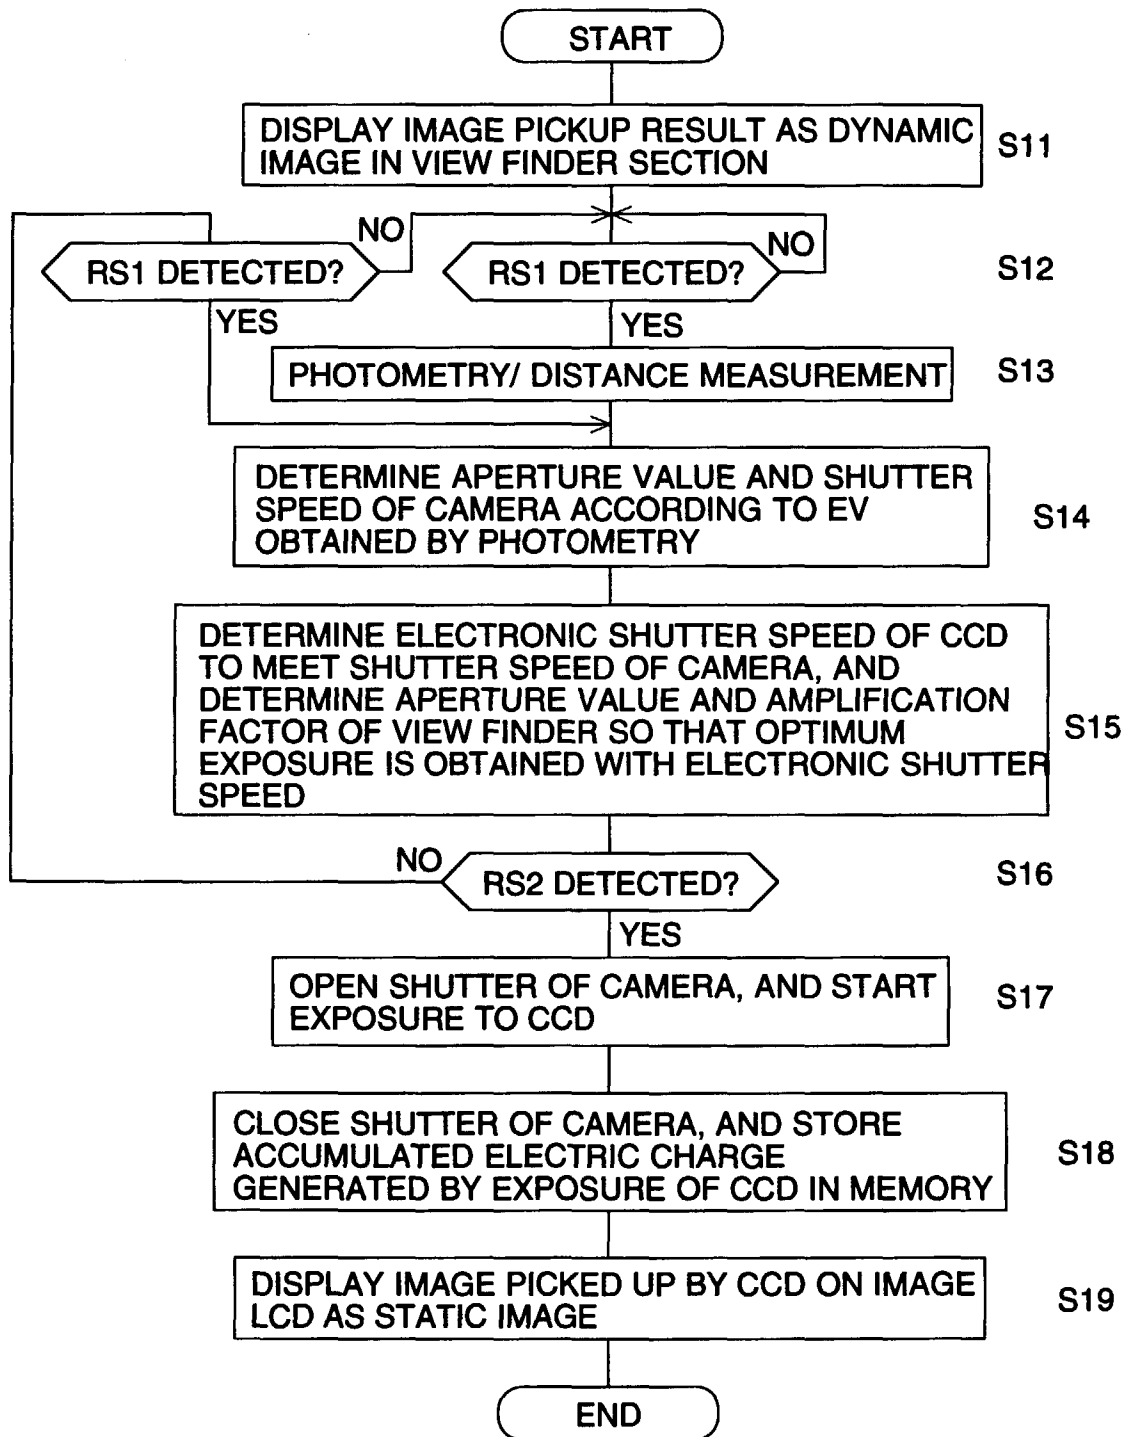 START
DISPLAY IMAGE PICKUP RESULT AS DYNAMIC
IMAGE IN VIEW FINDER SECTION
S11
NO
NO
RS1 DETECTED?
RS1 DETECTED?
S12
YES
YES
PHOTOMETRY/ DISTANCE MEASUREMENT
S13
DETERMINE APERTURE VALUE AND SHUTTER
SPEED OF CAMERA ACCORDING TO EV
OBTAINED BY PHOTOMETRY
S14
DETERMINE ELECTRONIC SHUTTER SPEED OF CCD
TO MEET SHUTTER SPEED OF CAMERA, AND
DETERMINE APERTURE VALUE AND AMPLIFICATION
FACTOR OF VIEW FINDER SO THAT OPTIMUM
EXPOSURE IS OBTAINED WITH ELECTRONIC SHUTTER
SPEED
S15
NO
RS2 DETECTED?
S16
YES
OPEN SHUTTER OF CAMERA, AND START
EXPOSURE TO CCD
S17
CLOSE SHUTTER OF CAMERA, AND STORE
ACCUMULATED ELECTRIC CHARGE
GENERATED BY EXPOSURE OF CCD IN MEMORY
S18
DISPLAY IMAGE PICKED UP BY CCD ON IMAGE
LCD AS STATIC IMAGE
S19
END